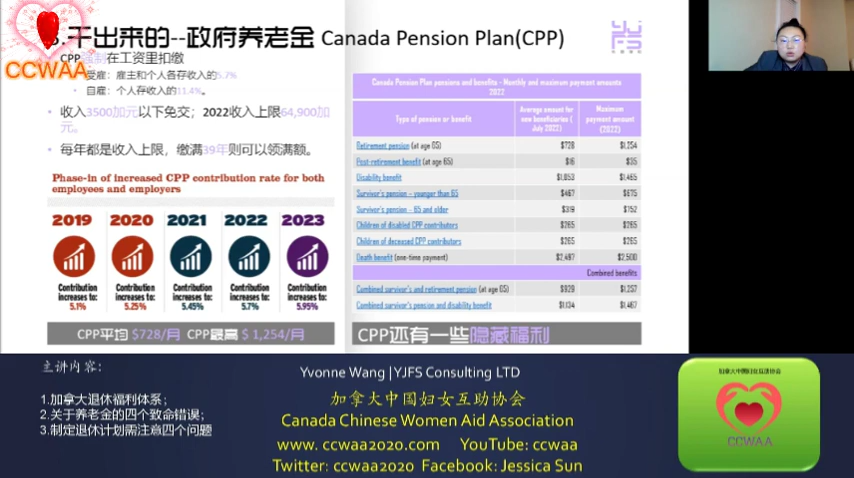 3.干出来的--政府养老金 Canada Pension Plan(CPP)
CCWAA
CPP强制在工资里扣缴
受雇：雇主和个人各存收入的5.7%
自雇：个人存收入的11.4%。
• 收入3500加元以下免交；2022收入上限64,900加
元。
• 每年都是收入上限，缴满39年则可以领满额。
Phase-in of increased CPP contribution rate for both
employees and employers
2019 2020 2021 2022 2023
Contribution increases to: 5.1%
Contribution increases to: 5.25%
Contribution increases to: 5.45%
Contribution increases to: 5.7%
Contribution increases to: 5.95%
CPP平均 $728/月 CPP最高 $ 1,254/月
YJFS
Canada Pension Plan pensions and benefits - Monthly and maximum payment amounts
2022
Type of pension or benefit Average amount for new beneficiaries ( July 2022) Maximum payment amount (2022)
Retirement pension (at age 65) $728 $1,254
Post-retirement benefit (at age 65) $16 $35
Disability benefit $1,053 $1,465
Survivor's pension – younger than 65 $467 $675
Survivor's pension – 65 and older $319 $752
Children of disabled CPP contributors $265 $265
Children of deceased CPP contributors $265 $265
Death benefit (one-time payment) $2,497 $2,500
Combined benefits
Combined survivor's and retirement pension (at age 65) $929 $1,257
Combined survivor's pension and disability benefit $1,134 $1,467
CPP还有一些隐藏福利
主讲内容：
1.加拿大退休福利体系；
2.关于养老金的四个致命错误；
3.制定退休计划需注意四个问题
Yvonne Wang | YJFS Consulting LTD
加拿大中国妇女互助协会
Canada Chinese Women Aid Association
www. ccwaa2020.com YouTube: ccwaa
Twitter: ccwaa2020 Facebook: Jessica Sun
加拿大中国妇女互助协会
CCWAA